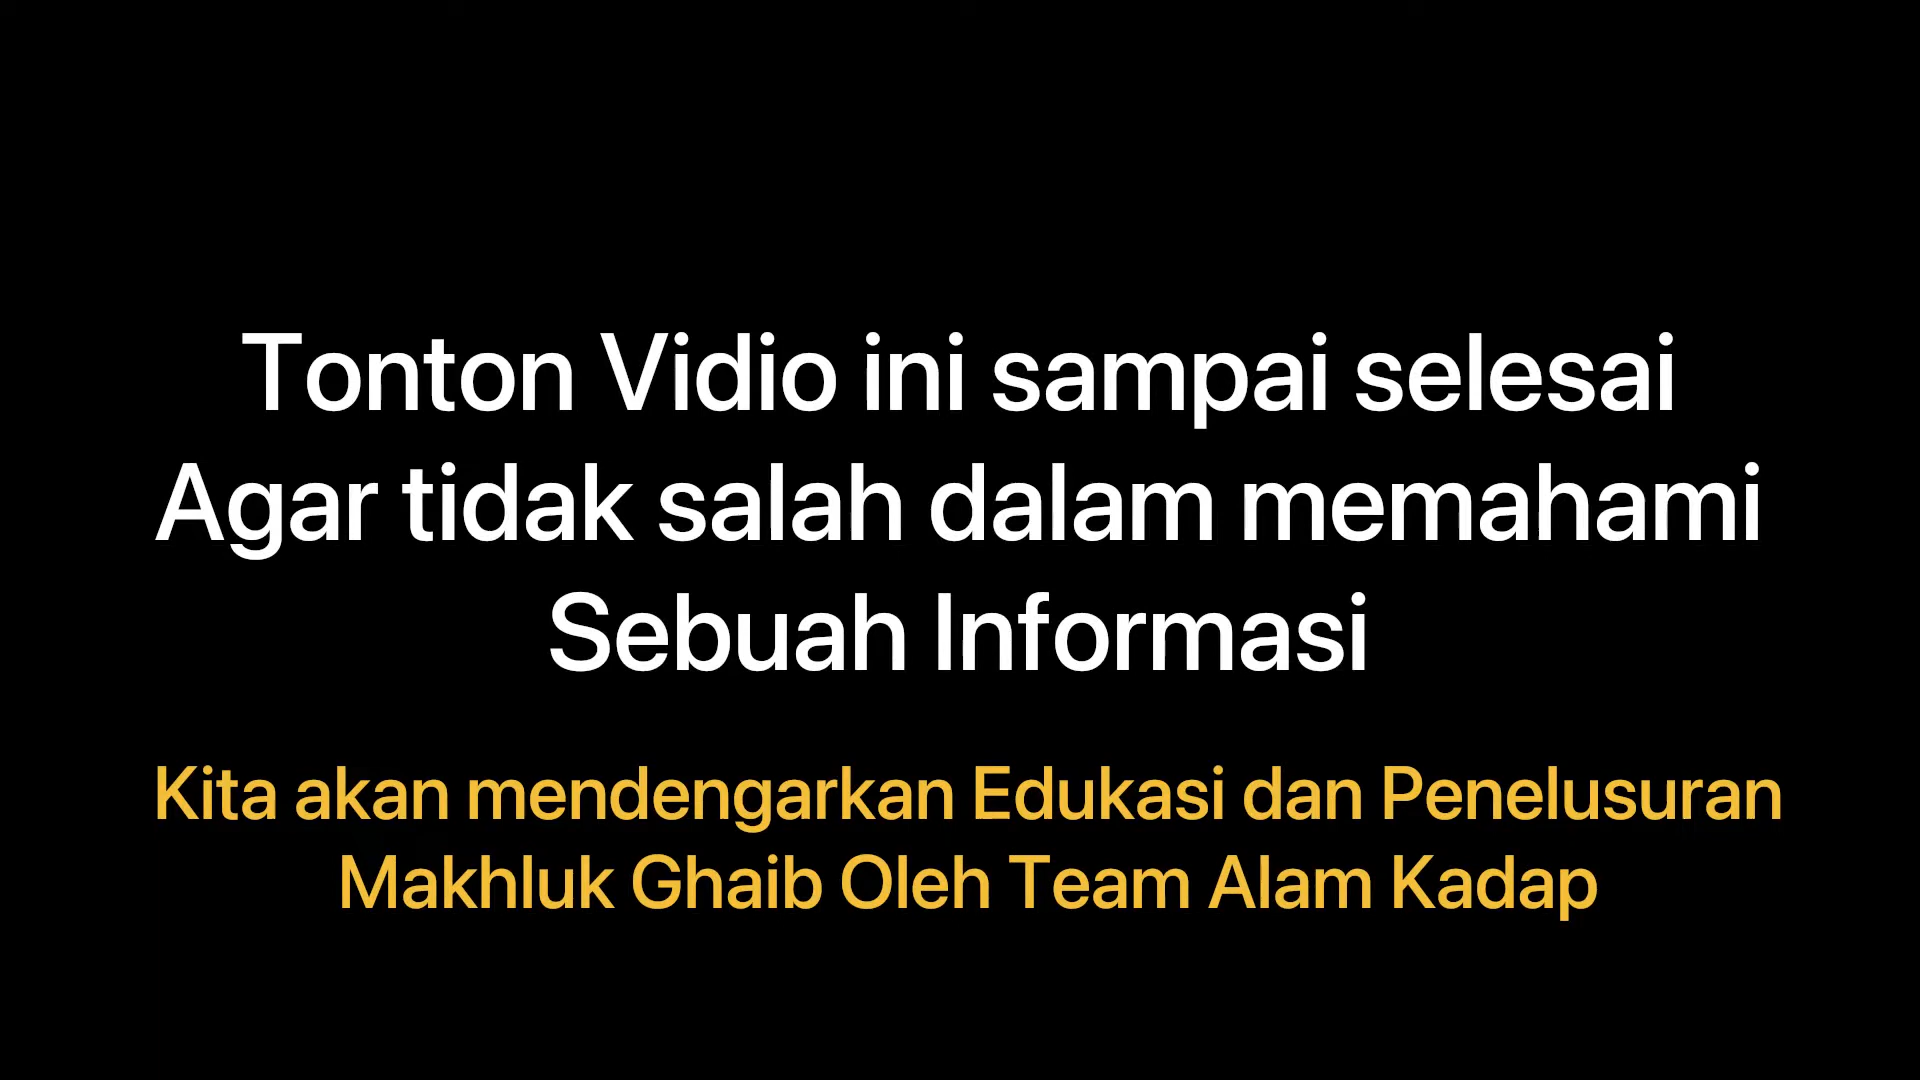 Tonton Vidio ini sampai selesai
Agar tidak salah dalam memahami
Sebuah Informasi
Kita akan mendengarkan Edukasi dan Penelusuran
Makhluk Ghaib Oleh Team Alam Kadap